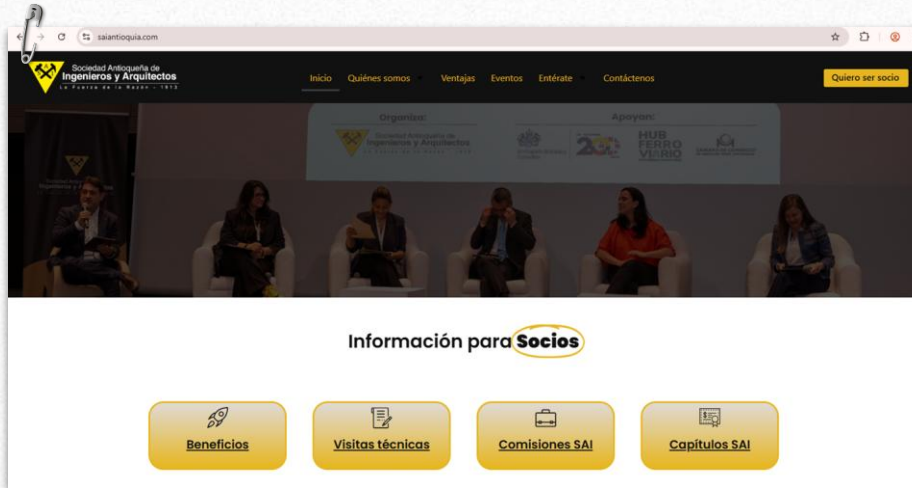 saiantioquia.com
Sociedad Antioqueña de
Ingenieros y Arquitectos
La Fuerza de la Razón - 1913
Inicio Quiénes somos Ventajas Eventos Entérate Contáctenos
Quiero ser socio
Organiza:
Apoyan:
Sociedad Antioqueña de
Ingenieros y Arquitectos
HUB
FERRO
VIARIO
Información para Socios
Beneficios
Visitas técnicas
Comisiones SAI
Capítulos SAI